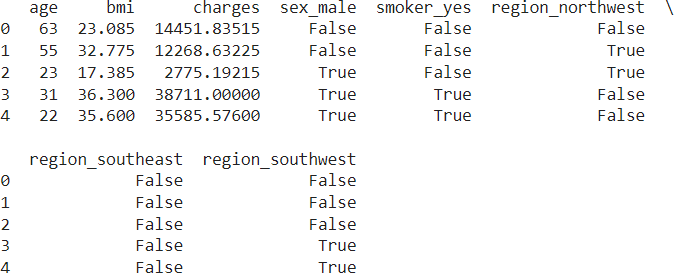 age     bmi      charges  sex_male  smoker_yes  region_northwest  \
0   63  23.085  14451.83515     False       False             False
1   55  32.775  12268.63225     False       False              True
2   23  17.385   2775.19215      True       False              True
3   31  36.300  38711.00000      True        True             False
4   22  35.600  35585.57600      True        True             False
   region_southeast  region_southwest
0             False             False
1             False             False
2             False             False
3             False              True
4             False              True